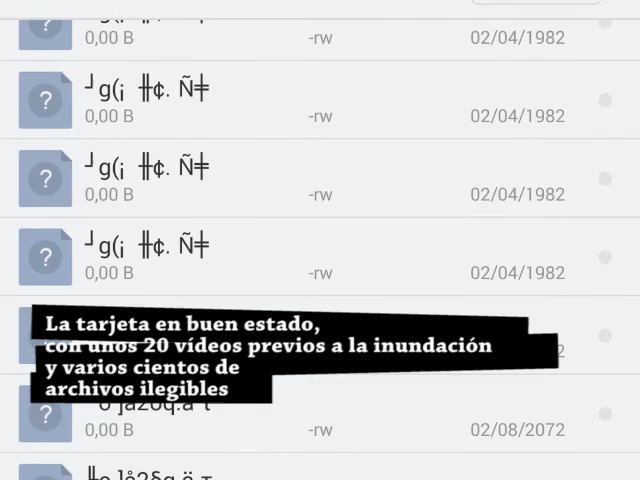 0,00 B -rw 02/04/1982
┘g(¡ ╫¢. Ñ╪
0,00 B -rw 02/04/1982
┘g(¡ ╫¢. Ñ╪
0,00 B -rw 02/04/1982
┘g(¡ ╫¢. Ñ╪
0,00 B -rw 02/04/1982
La tarjeta en buen estado,
con unos 20 vídeos previos a la inundación
y varios cientos de
archivos ilegibles
0,00 B -rw 02/08/2072